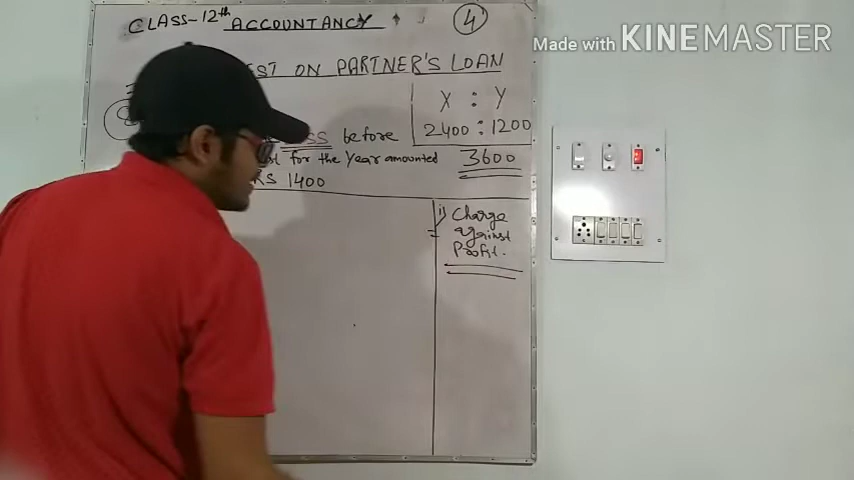 CLASS-12th ACCOUNTANCY
4
Made with KINEMASTER
ON PARTNER'S LOAN
X : Y
2400 : 1200
3600
before
for the Year amounted
RS 1400
i) Charge
against
Profit.